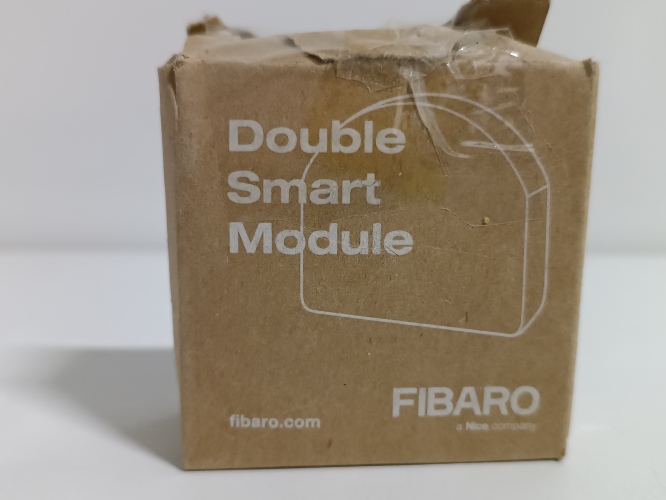 Double
Smart
Module
FIBARO
a Nice company
fibaro.com